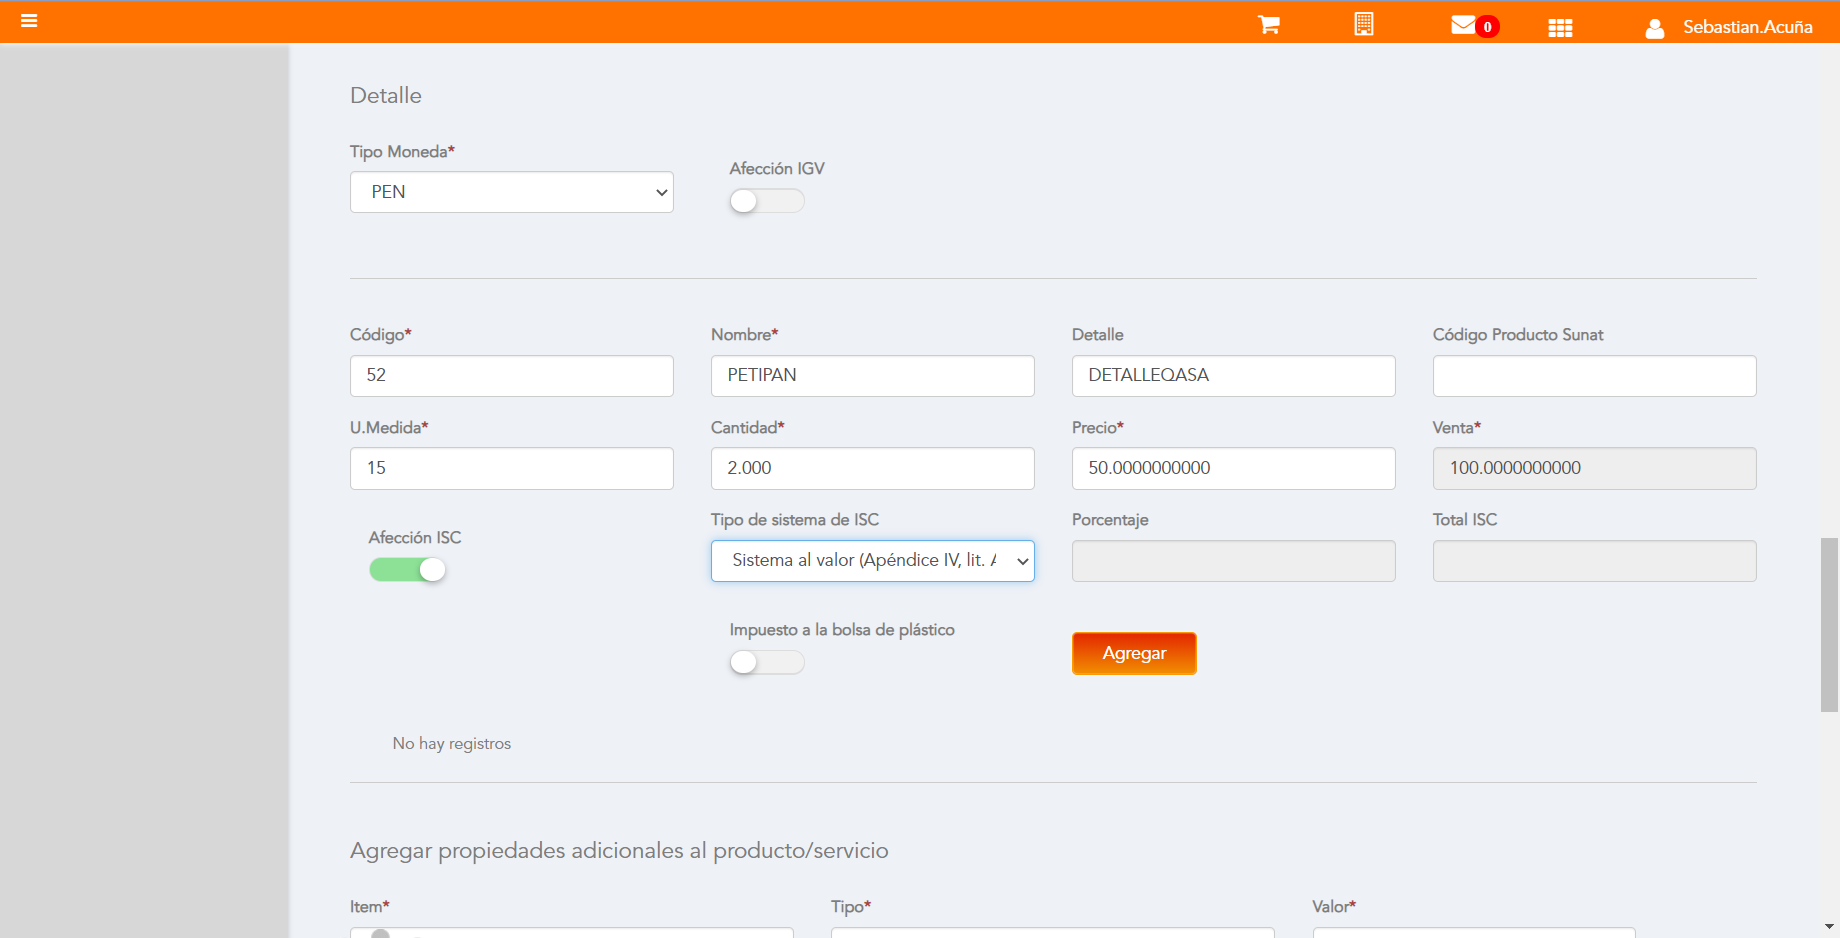 0
Sebastian.Acuña
Detalle
Tipo Moneda*
Afección IGV
PEN
Código*
Nombre*
Detalle
Código Producto Sunat
52
PETIPAN
DETALLEQASA
U.Medida*
Cantidad*
Precio*
Venta*
15
2.000
50.0000000000
100.0000000000
Afección ISC
Tipo de sistema de ISC
Porcentaje
Total ISC
Sistema al valor (Apéndice IV, lit. A
Impuesto a la bolsa de plástico
Agregar
No hay registros
Agregar propiedades adicionales al producto/servicio
Item*
Tipo*
Valor*